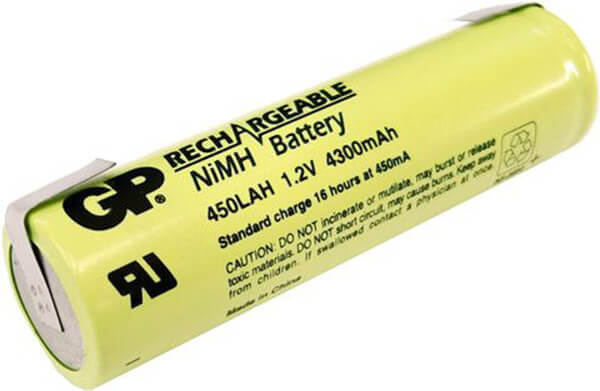 GP®
RECHARGEABLE
NiMH Battery
450LAH 1.2V 4300mAh
Standard charge 16 hours at 450mA
CAUTION: DO NOT incinerate or mutilate, may burst or release
toxic materials. DO NOT short circuit, may cause burns. Keep away
from children. If swallowed contact a physician at once.
Made in China
RU